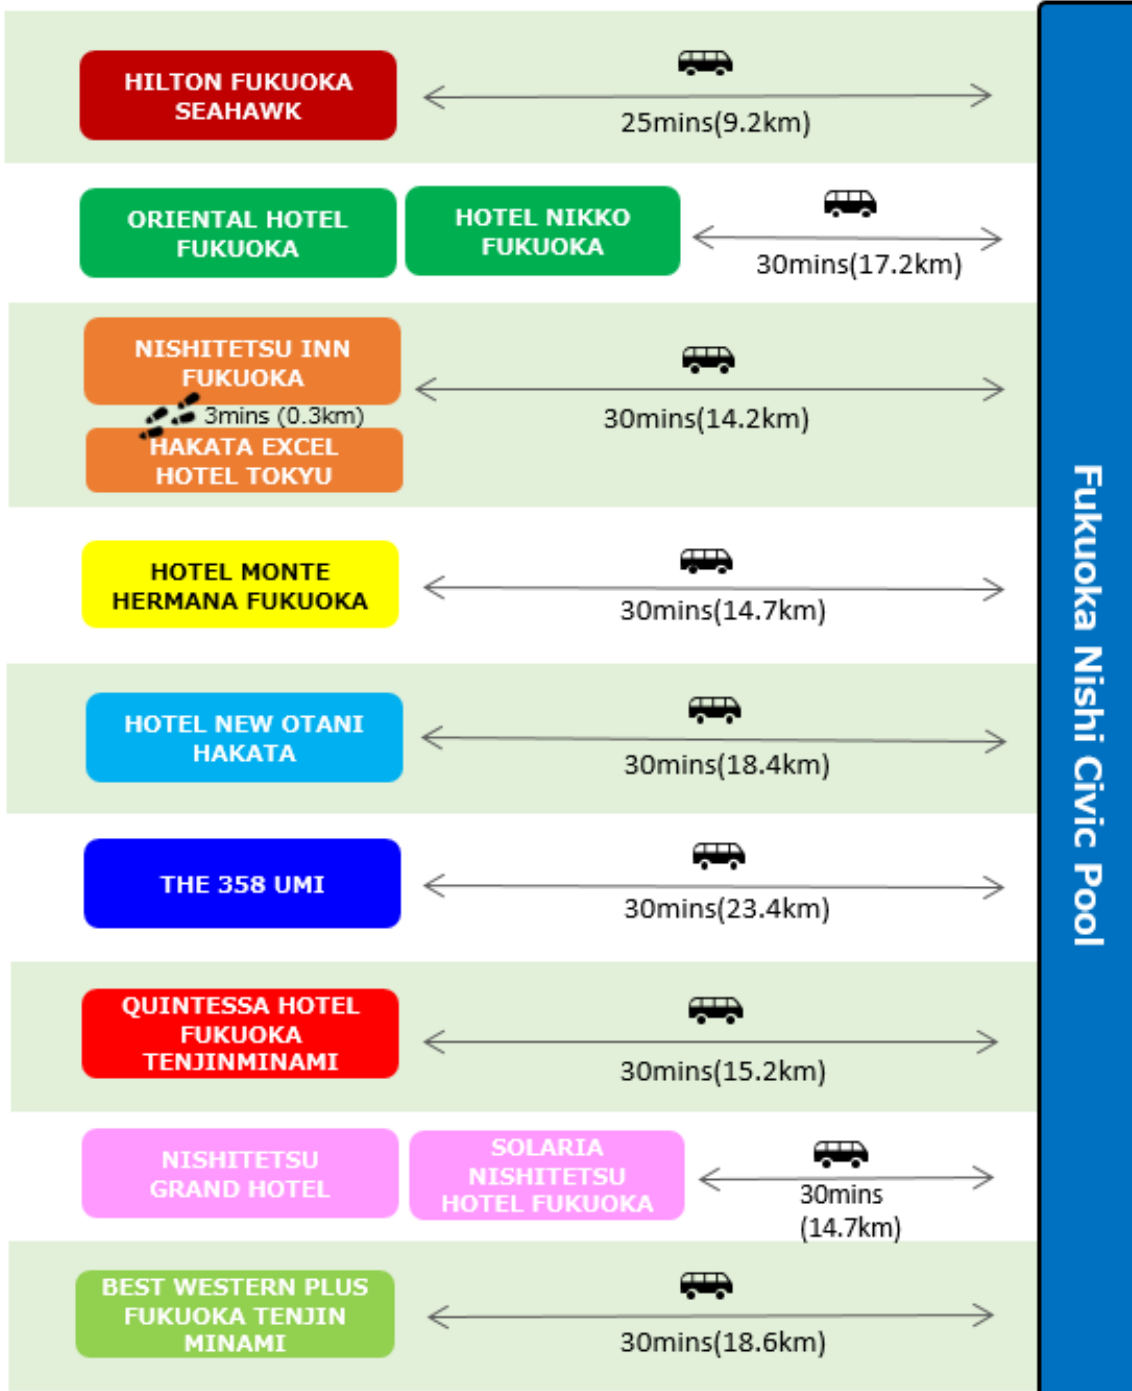 HILTON FUKUOKA
SEAHAWK
25mins(9.2km)
ORIENTAL HOTEL
FUKUOKA
HOTEL NIKKO
FUKUOKA
30mins(17.2km)
NISHITETSU INN
FUKUOKA
3mins (0.3km)
HAKATA EXCEL
HOTEL TOKYU
30mins(14.2km)
HOTEL MONTE
HERMANA FUKUOKA
30mins(14.7km)
HOTEL NEW OTANI
HAKATA
30mins(18.4km)
THE 358 UMI
30mins(23.4km)
QUINTESSA HOTEL
FUKUOKA
TENJINMINAMI
30mins(15.2km)
NISHITETSU
GRAND HOTEL
SOLARIA
NISHITETSU
HOTEL FUKUOKA
30mins
(14.7km)
BEST WESTERN PLUS
FUKUOKA TENJIN
MINAMI
30mins(18.6km)
Fukuoka Nishi Civic Pool